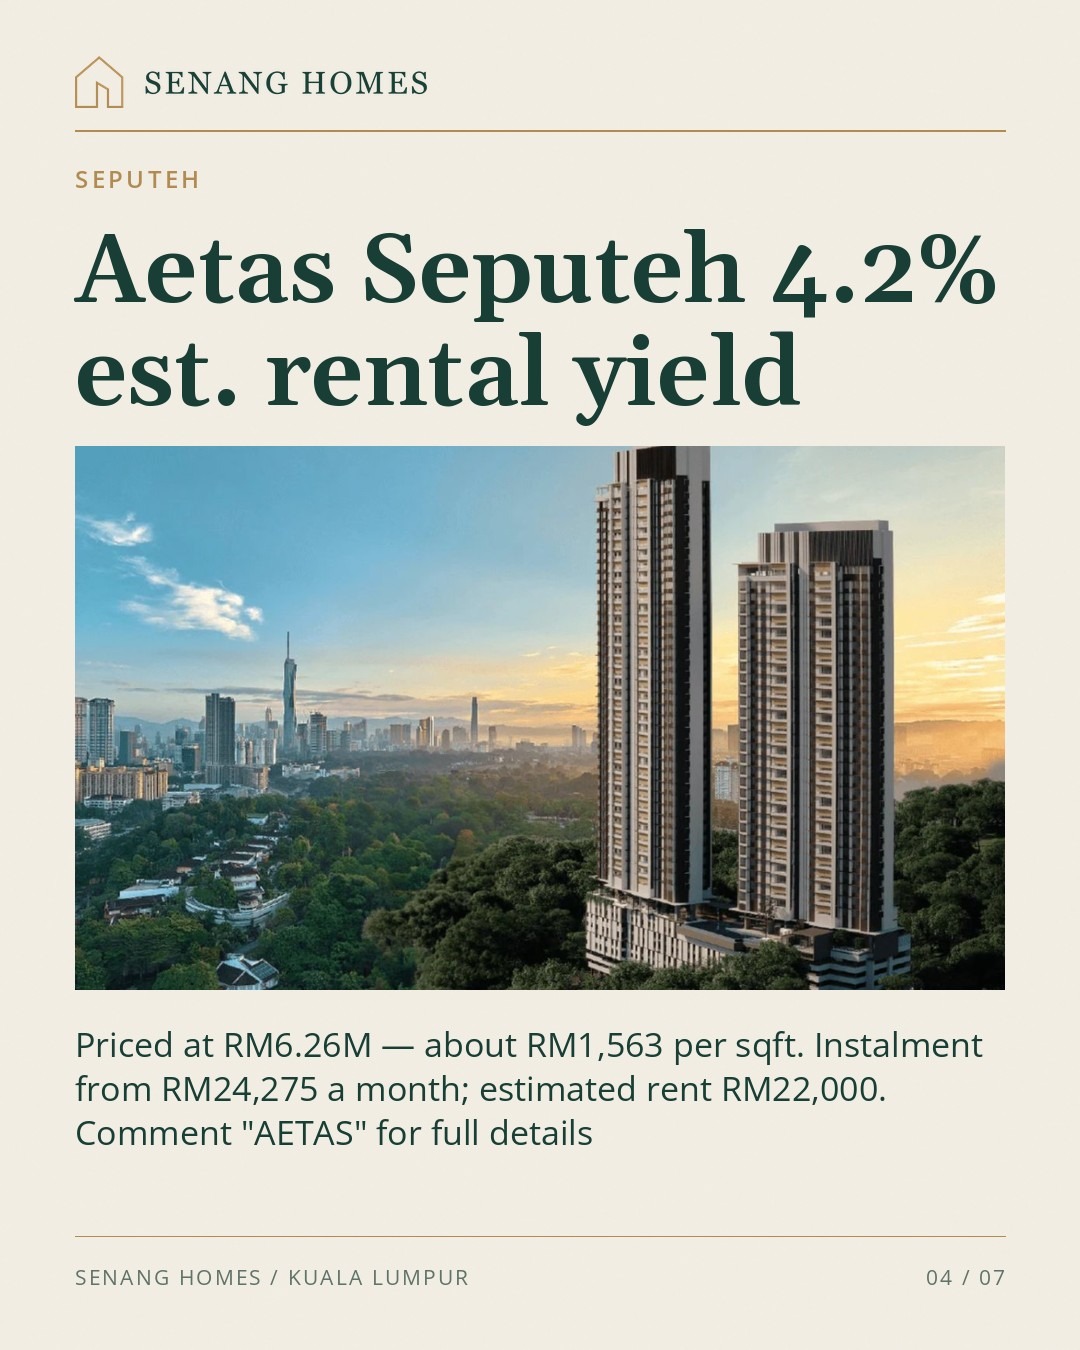 SENANG HOMES
SEPUTEH
Aetas Seputeh 4.2%
est. rental yield
Priced at RM6.26M — about RM1,563 per sqft. Instalment
from RM24,275 a month; estimated rent RM22,000.
Comment "AETAS" for full details
SENANG HOMES / KUALA LUMPUR
04 / 07